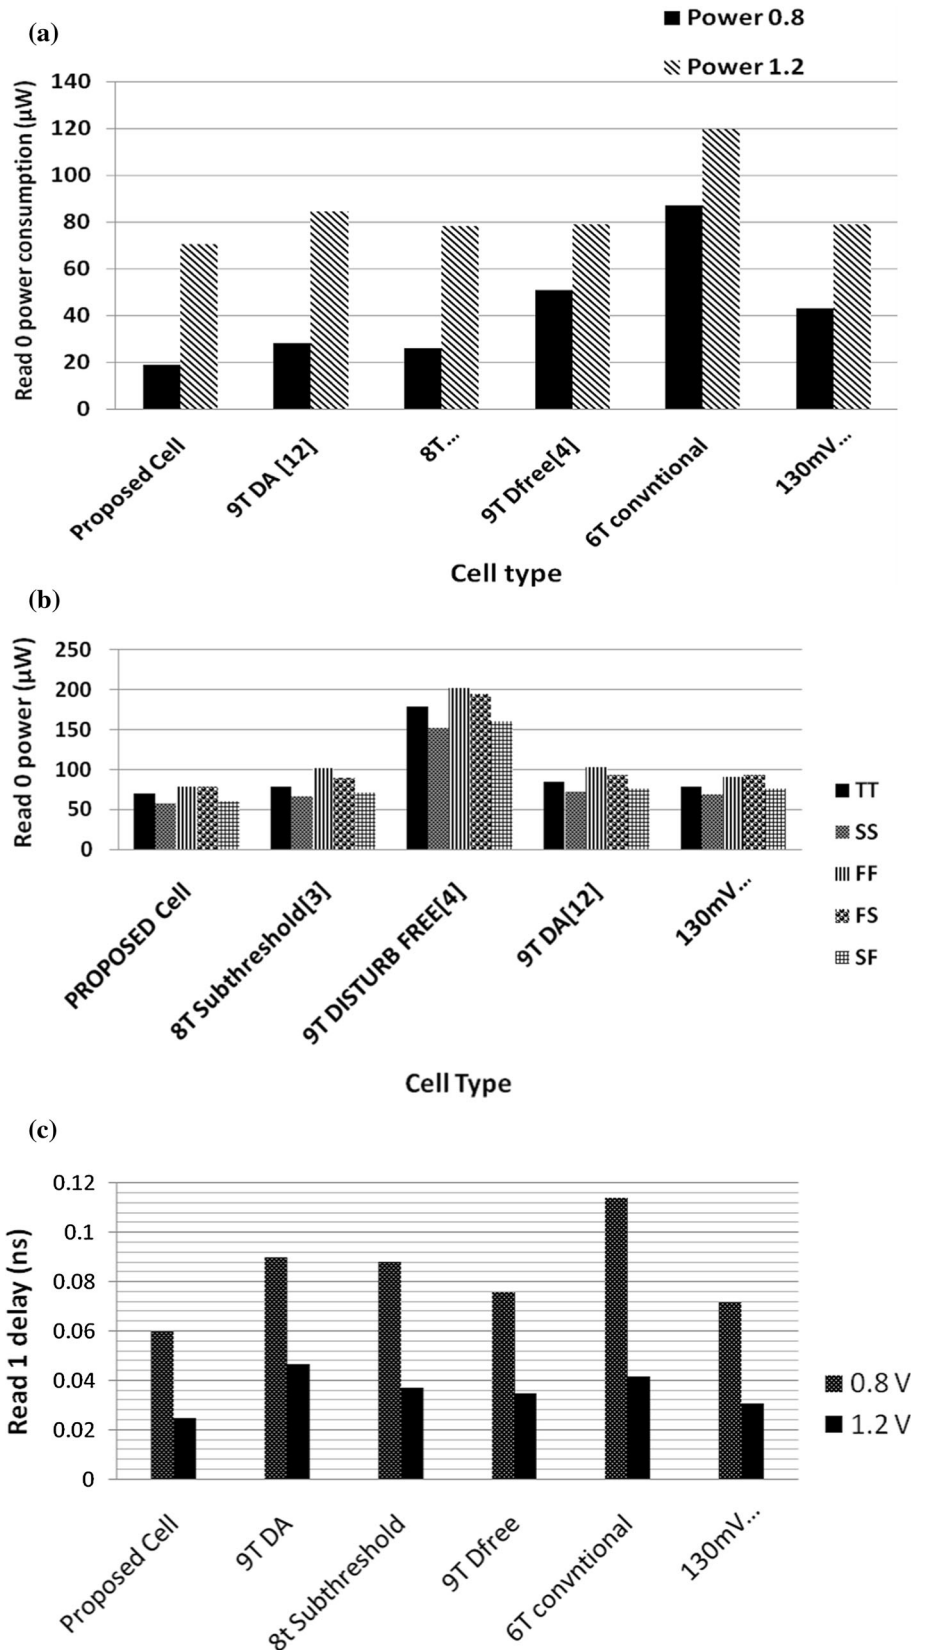 (a)
Power 0.8
Power 1.2
Read 0 power consumption (µW)
140
120
100
80
60
40
20
0
Proposed Cell
9T DA [12]
8T...
9T Dfree[4]
6T convntional
130mV...
Cell type
(b)
Read 0 power (µW)
250
200
150
100
50
0
PROPOSED Cell
8T Subthreshold[3]
9T DISTURB FREE[4]
9T DA[12]
130mV...
TT
SS
FF
FS
SF
Cell Type
(c)
Read 1 delay (ns)
0.12
0.1
0.08
0.06
0.04
0.02
0
Proposed Cell
9T DA
8t Subthreshold
9T Dfree
6T convntional
130mV...
0.8 V
1.2 V